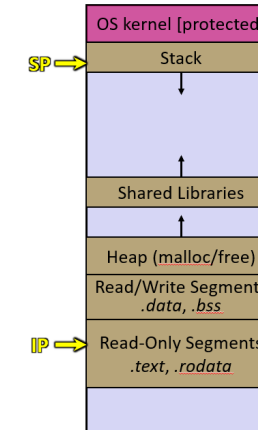 OS kernel [protected
SP
Stack
Shared Libraries
Heap (malloc/free)
Read/Write Segment
.data, .bss
IP
Read-Only Segments
.text, .rodata